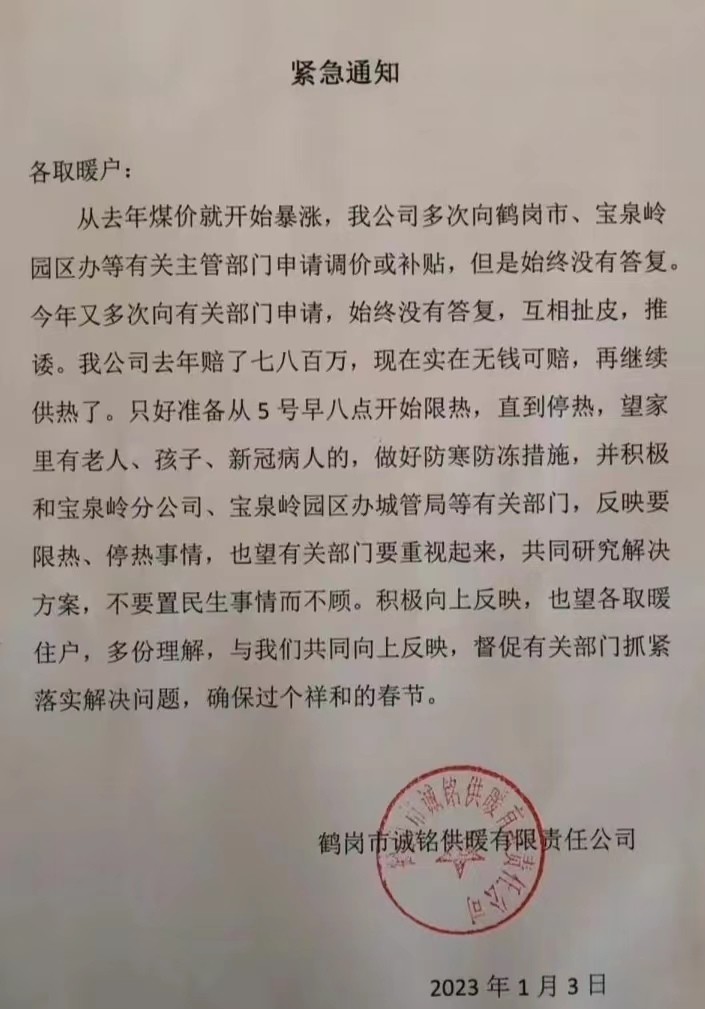 紧急通知
各取暖户：
从去年煤价就开始暴涨，我公司多次向鹤岗市、宝泉岭
园区办等有关主管部门申请调价或补贴，但是始终没有答复。
今年又多次向有关部门申请，始终没有答复，互相扯皮，推
诿。我公司去年赔了七八百万，现在实在无钱可赔，再继续
供热了。只好准备从 5 号早八点开始限热，直到停热，望家
里有老人、孩子、新冠病人的，做好防寒防冻措施，并积极
和宝泉岭分公司、宝泉岭园区办城管局等有关部门，反映要
限热、停热事情，也望有关部门要重视起来，共同研究解决
方案，不要置民生事情而不顾。积极向上反映，也望各取暖
住户，多份理解，与我们共同向上反映，督促有关部门抓紧
落实解决问题，确保过个祥和的春节。
鹤岗市诚铭供暖有限责任公司
市诚铭供暖有责任公司
2023 年 1 月 3 日